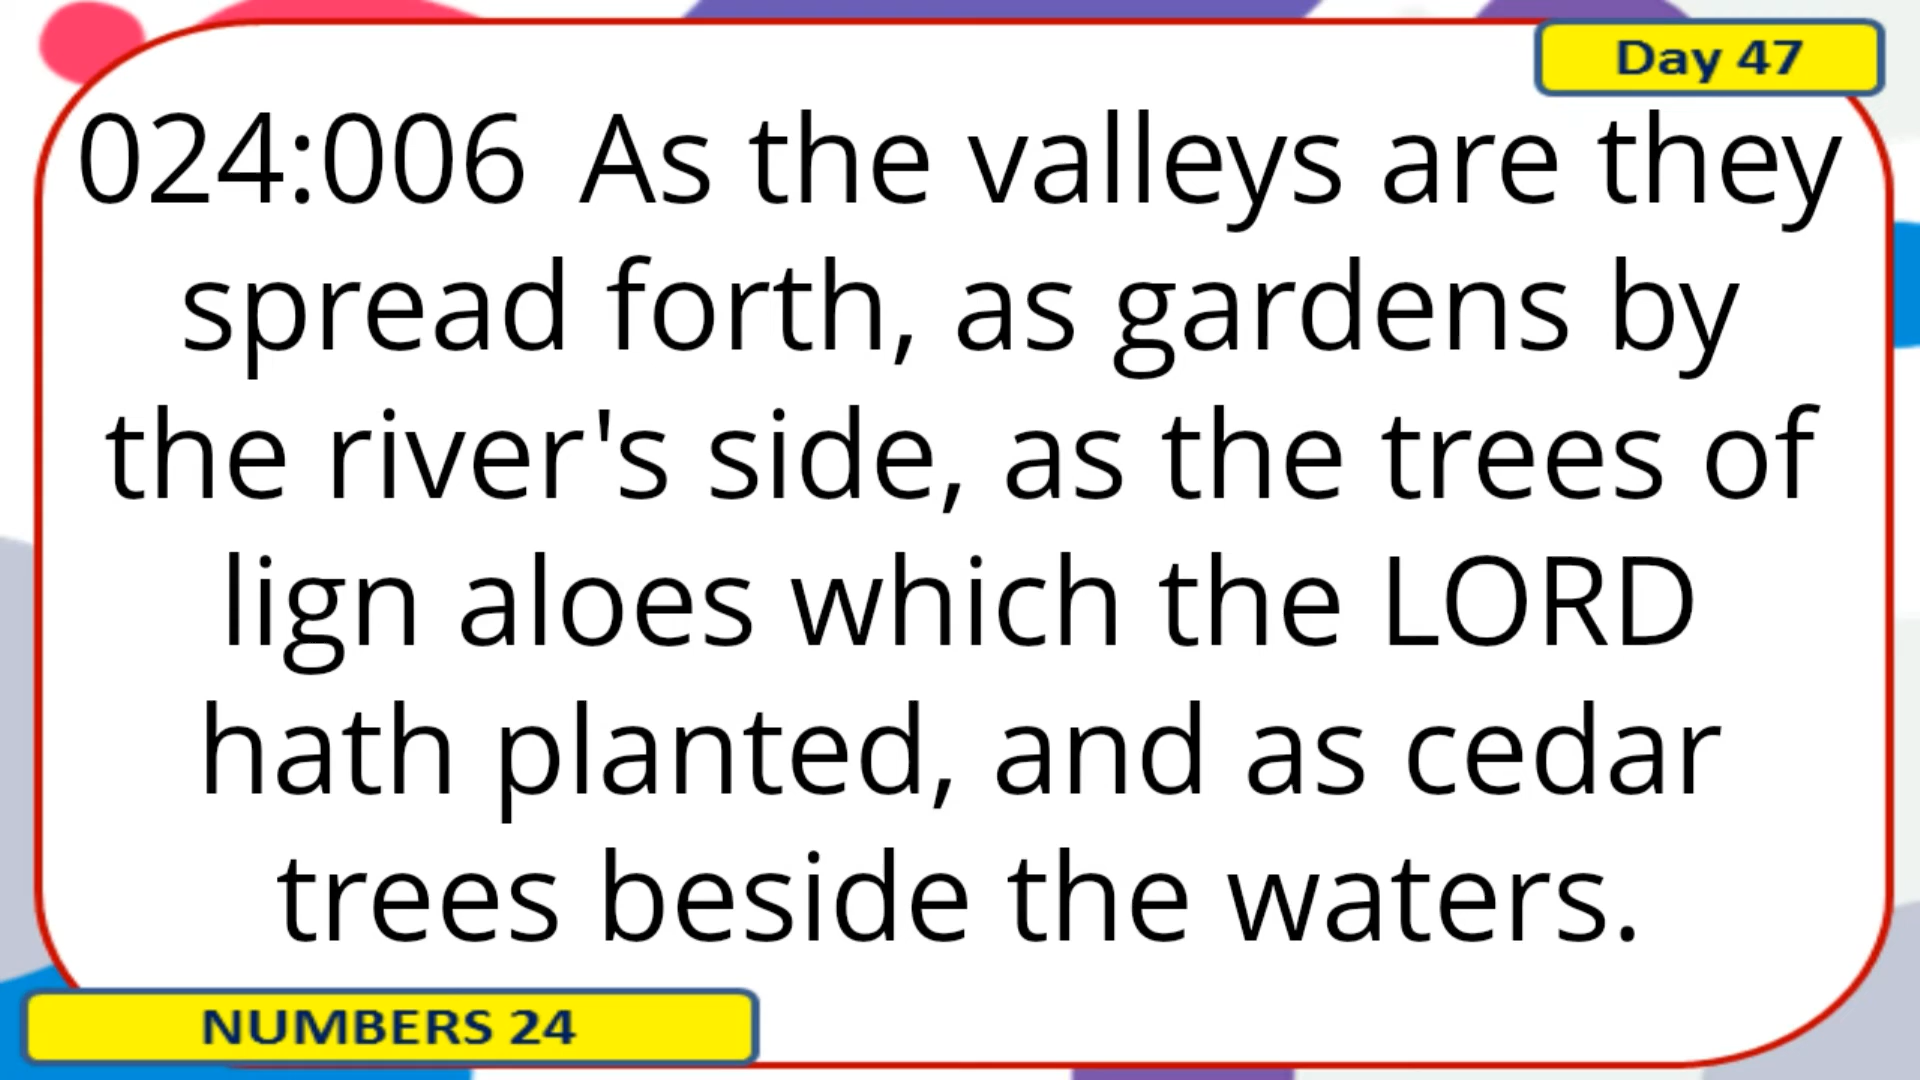 Day 47
024:006 As the valleys are they
spread forth, as gardens by
the river's side, as the trees of
lign aloes which the LORD
hath planted, and as cedar
trees beside the waters.
NUMBERS 24